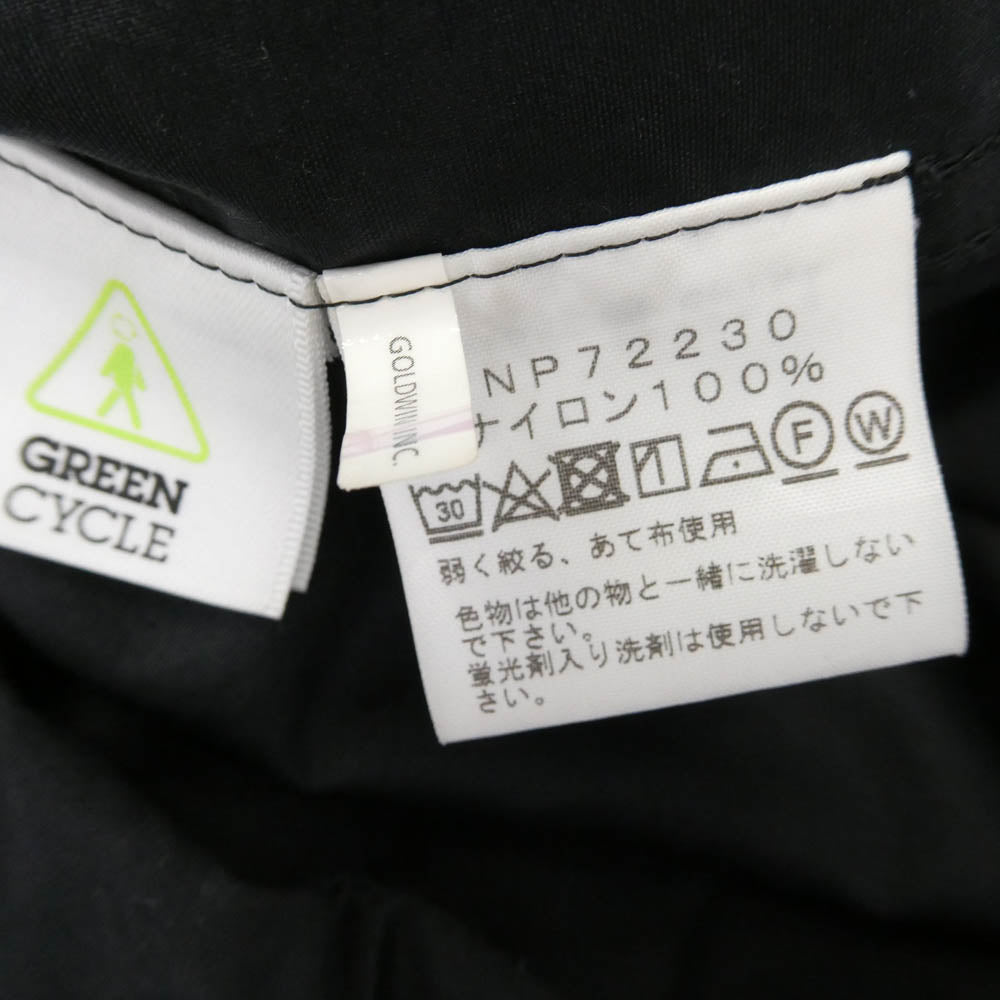 GREEN
CYCLE
GOLDWIN INC.
NP72230
ナイロン100%
30
F
W
弱く絞る、あて布使用
色物は他の物と一緒に洗濯しない
で下さい。
蛍光剤入り洗剤は使用しないで下
さい。